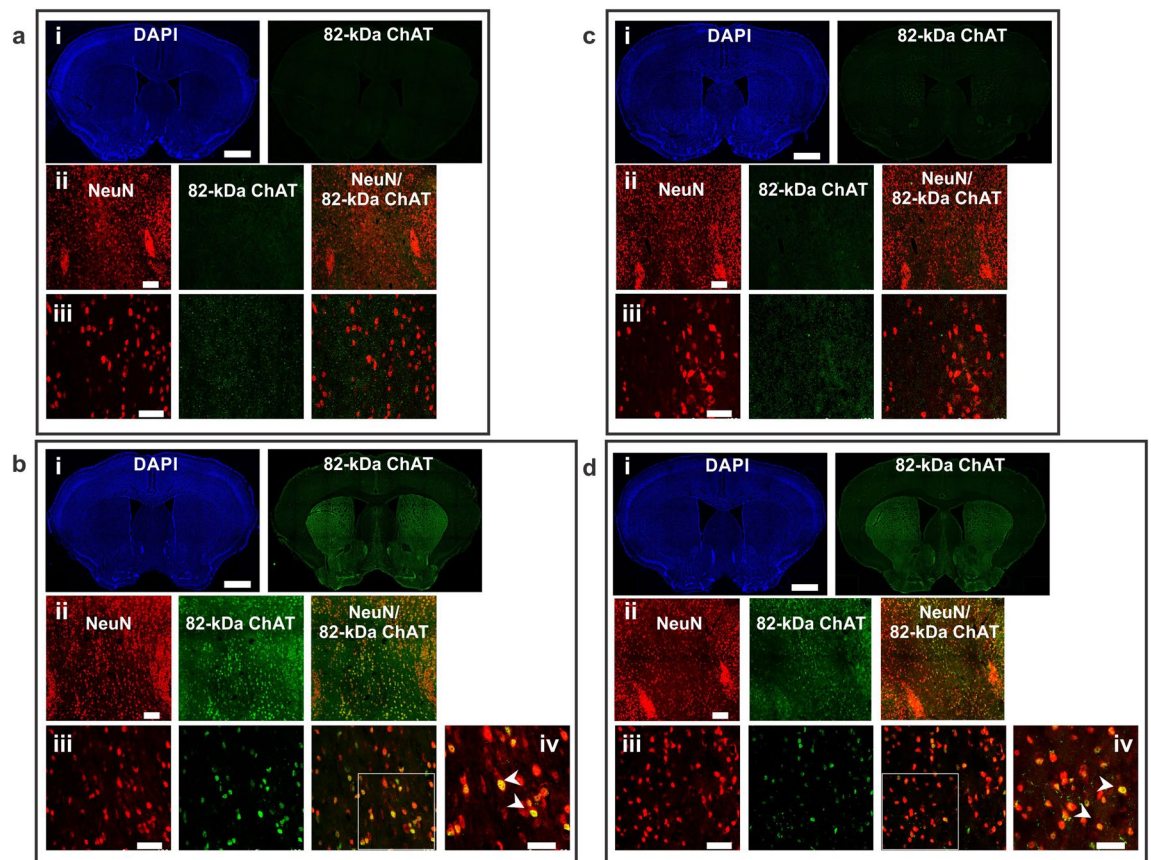 a
i
DAPI
82-kDa ChAT
ii
NeuN
82-kDa ChAT
NeuN/
82-kDa ChAT
iii
c
i
DAPI
82-kDa ChAT
ii
NeuN
82-kDa ChAT
NeuN/
82-kDa ChAT
iii
b
i
DAPI
82-kDa ChAT
ii
NeuN
82-kDa ChAT
NeuN/
82-kDa ChAT
iii
iv
d
i
DAPI
82-kDa ChAT
ii
NeuN
82-kDa ChAT
NeuN/
82-kDa ChAT
iii
iv